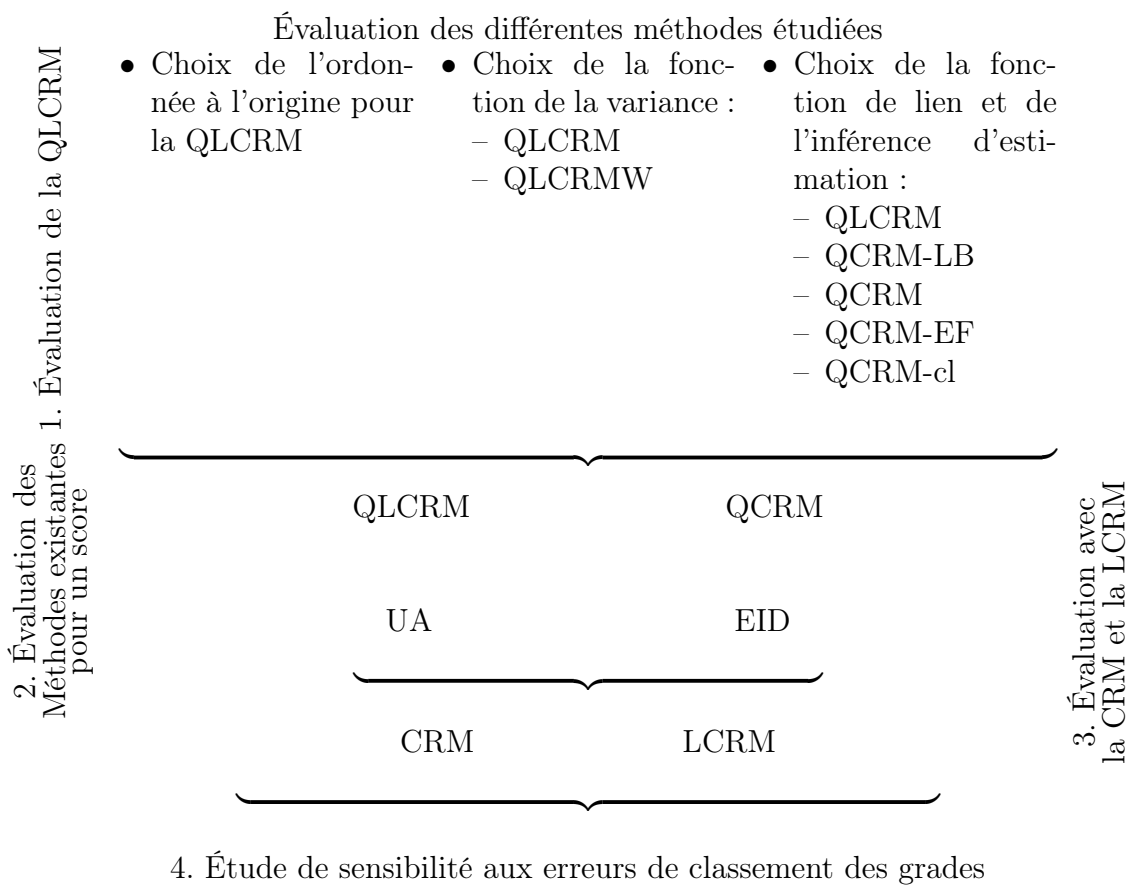 Évaluation des différentes méthodes étudiées
1. Évaluation de la QLCRM
• Choix de l'ordon-
née à l'origine pour
la QLCRM
• Choix de la fonc-
tion de la variance :
– QLCRM
– QLCRMW
• Choix de la fonc-
tion de lien et de
l'inférence d'esti-
mation :
– QLCRM
– QCRM-LB
– QCRM
– QCRM-EF
– QCRM-cl
2. Évaluation des
Méthodes existantes
pour un score
QLCRM QCRM
UA EID
3. Évaluation avec
la CRM et la LCRM
CRM LCRM
4. Étude de sensibilité aux erreurs de classement des grades